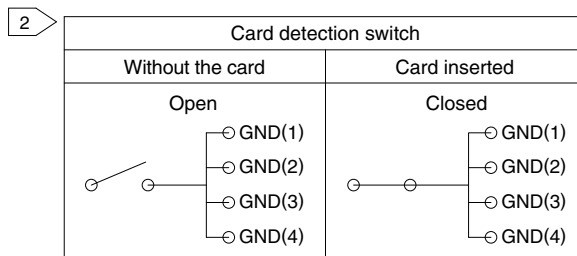 2
Card detection switch
Without the card
Card inserted
Open
Closed
GND(1)
GND(2)
GND(3)
GND(4)
GND(1)
GND(2)
GND(3)
GND(4)